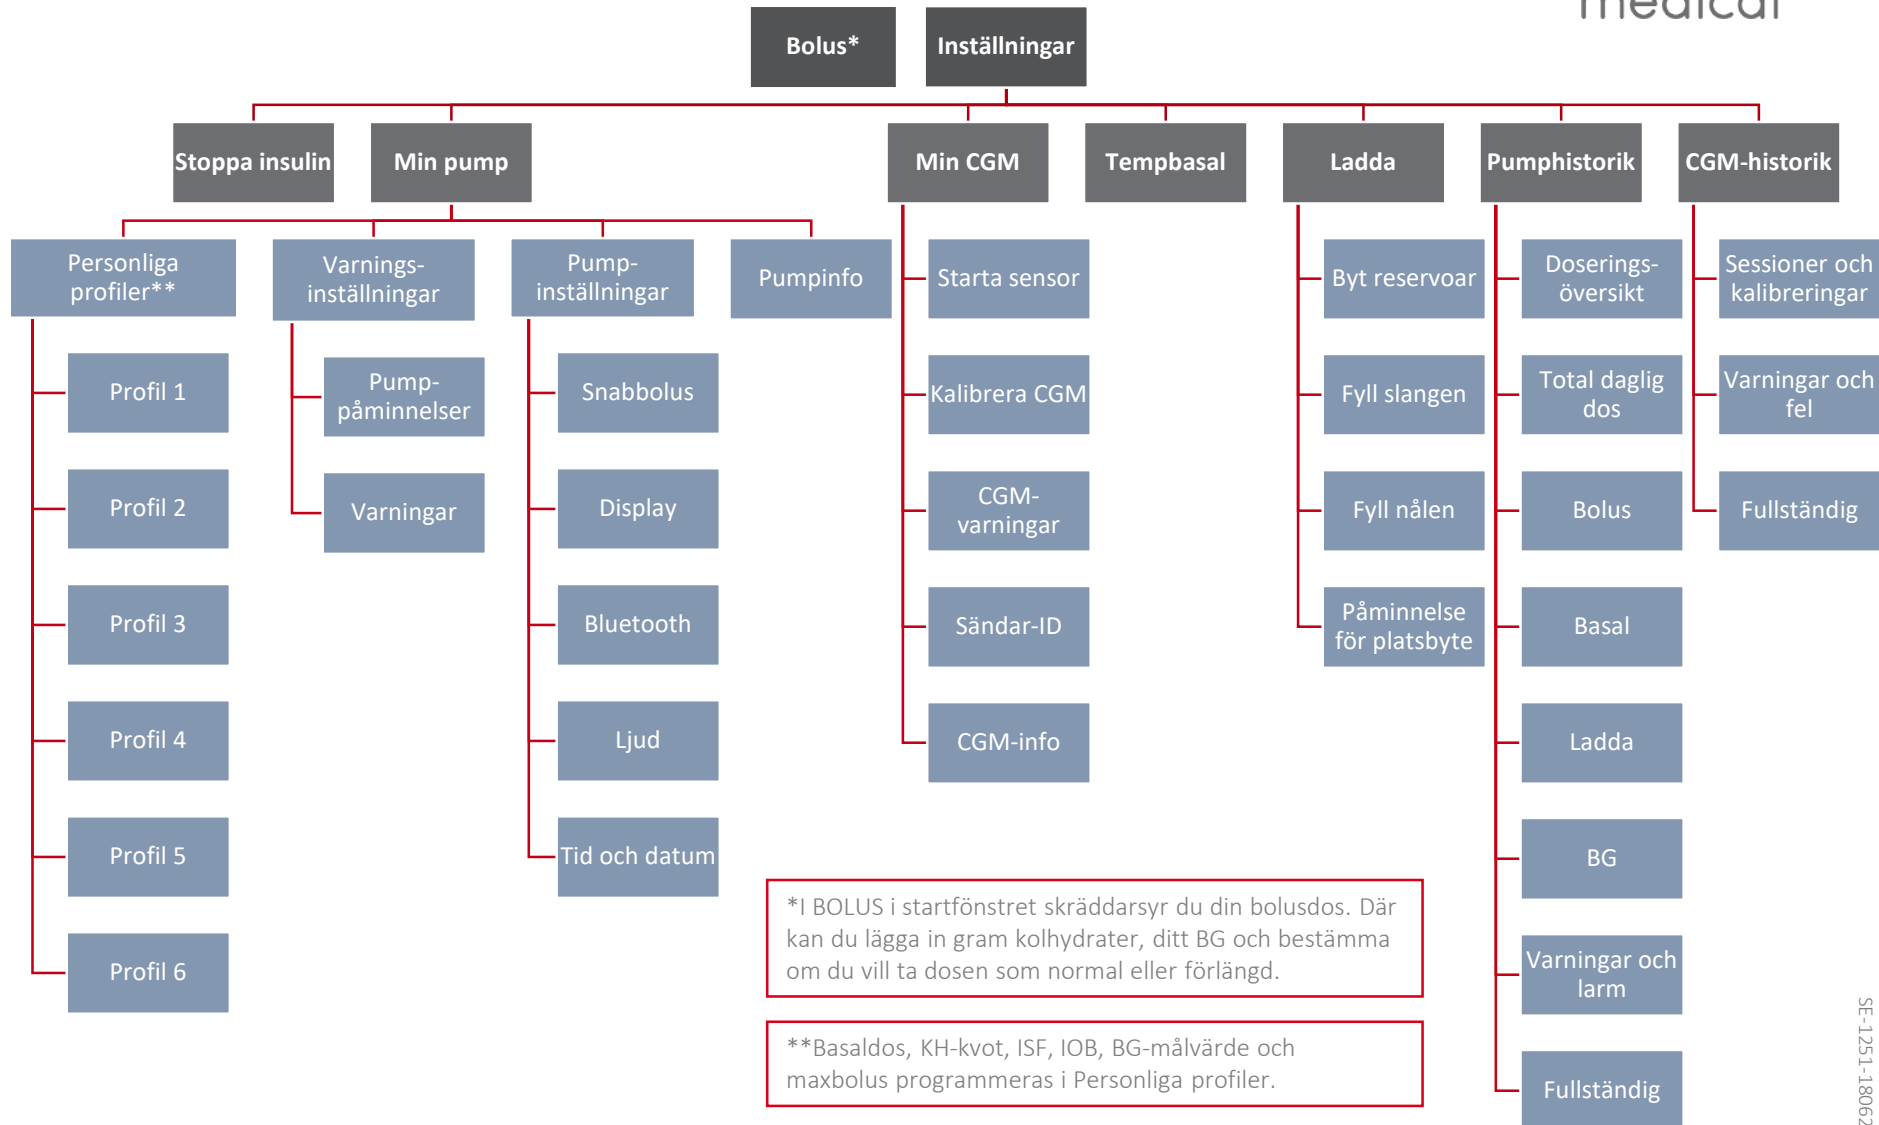 medical
Bolus*
Inställningar
Stoppa insulin
Min pump
Min CGM
Tempbasal
Ladda
Pumphistorik
CGM-historik
Personliga
profiler**
Varnings-
inställningar
Pump-
inställningar
Pumpinfo
Starta sensor
Byt reservoar
Doserings-
översikt
Sessioner och
kalibreringar
Profil 1
Pump-
påminnelser
Snabbolus
Kalibrera CGM
Fyll slangen
Total daglig
dos
Varningar och
fel
Profil 2
Varningar
Display
CGM-
varningar
Fyll nålen
Bolus
Fullständig
Profil 3
Bluetooth
Sändar-ID
Påminnelse
för platsbyte
Basal
Profil 4
Ljud
CGM-info
Ladda
Profil 5
Tid och datum
BG
Profil 6
Varningar och
larm
Fullständig
*I BOLUS i startfönstret skräddarsyr du din bolusdos. Där
kan du lägga in gram kolhydrater, ditt BG och bestämma
om du vill ta dosen som normal eller förlängd.
**Basaldos, KH-kvot, ISF, IOB, BG-målvärde och
maxbolus programmeras i Personliga profiler.
SE-1251-18062